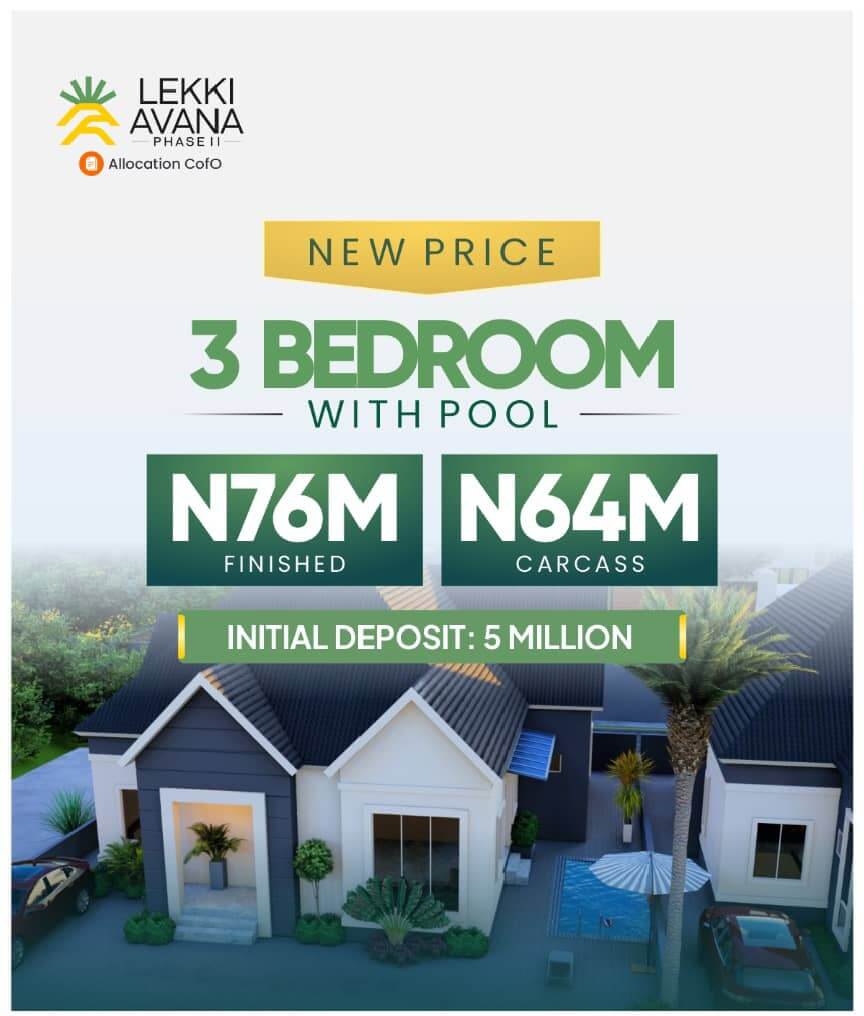 LEKKI
AVANA
PHASE II
Allocation CofO
NEW PRICE
3 BEDROOM
WITH POOL
N76M
FINISHED
N64M
CARCASS
INITIAL DEPOSIT: 5 MILLION